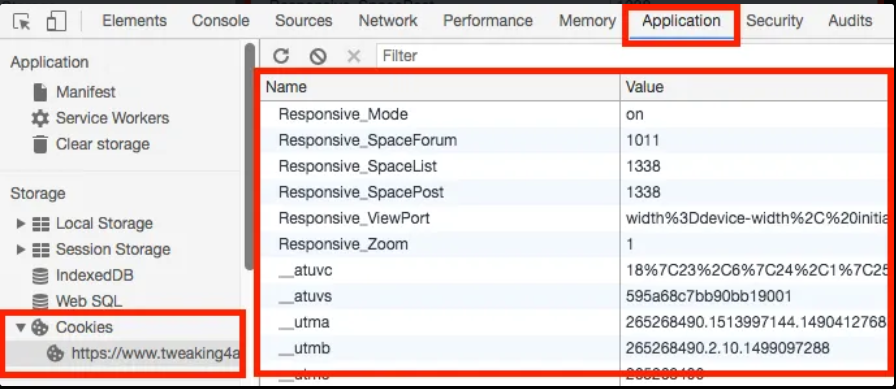 Elements Console Sources Network Performance Memory Application Security Audits
Application
Manifest
Service Workers
Clear storage
Storage
Local Storage
Session Storage
IndexedDB
Web SQL
Cookies
https://www.tweaking4a
Filter
Name Value
Responsive_Mode on
Responsive_SpaceForum 1011
Responsive_SpaceList 1338
Responsive_SpacePost 1338
Responsive_ViewPort width%3Ddevice-width%2C%20initia
Responsive_Zoom 1
__atuvc 18%7C23%2C6%7C24%2C1%7C25
__atuvs 595a68c7bb90bb19001
__utma 265268490.1513997144.1490412768
__utmb 265268490.2.10.1499097288